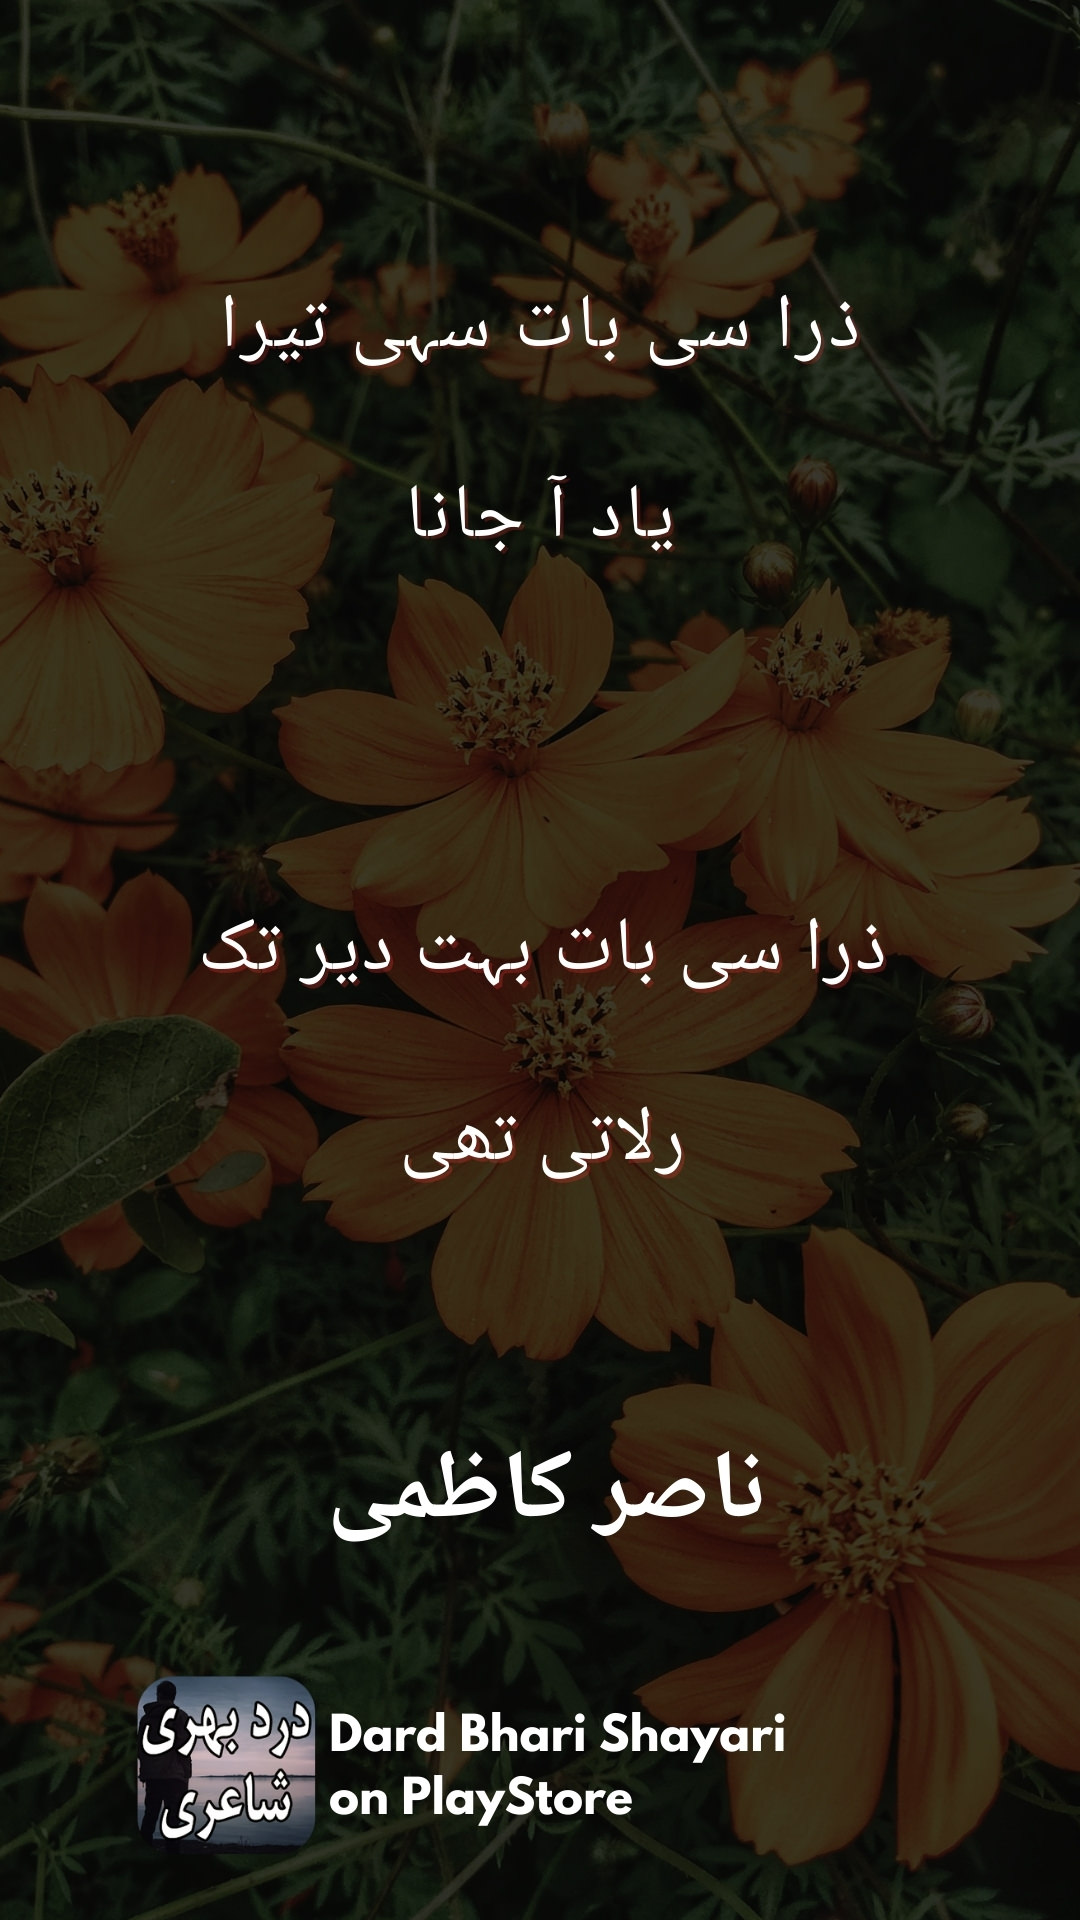 ذرا سی بات سہی تیرا
یاد آ جانا
ذرا سی بات بہت دیر تک
رلاتی تھی
ناصر کاظمی
درد بھری
شاعری
Dard Bhari Shayari
on PlayStore